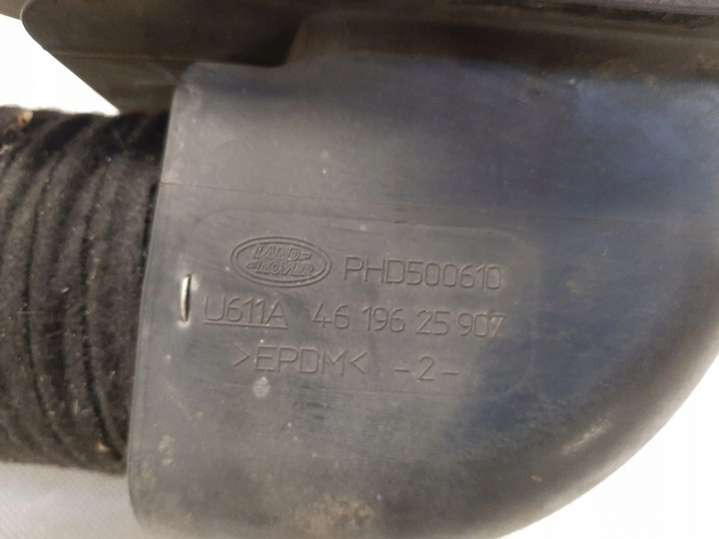 LAND-
ROVER
PHD500610
U611A 46 196 25 907
>EPDM< -2-